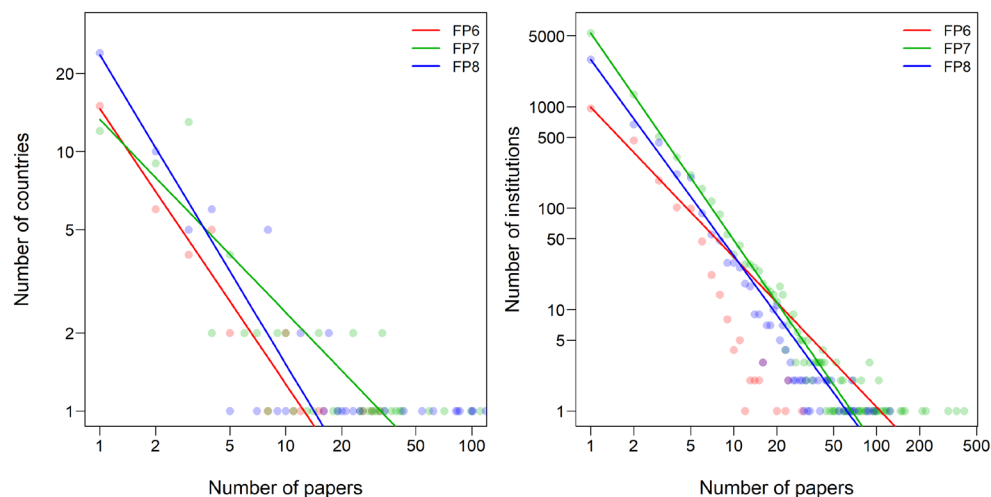 FP6
FP7
FP8
20
10
5
2
1
Number of countries
1 2 5 10 20 50 100
Number of papers
FP6
FP7
FP8
5000
1000
500
100
50
10
5
1
Number of institutions
1 2 5 10 20 50 100 200 500
Number of papers